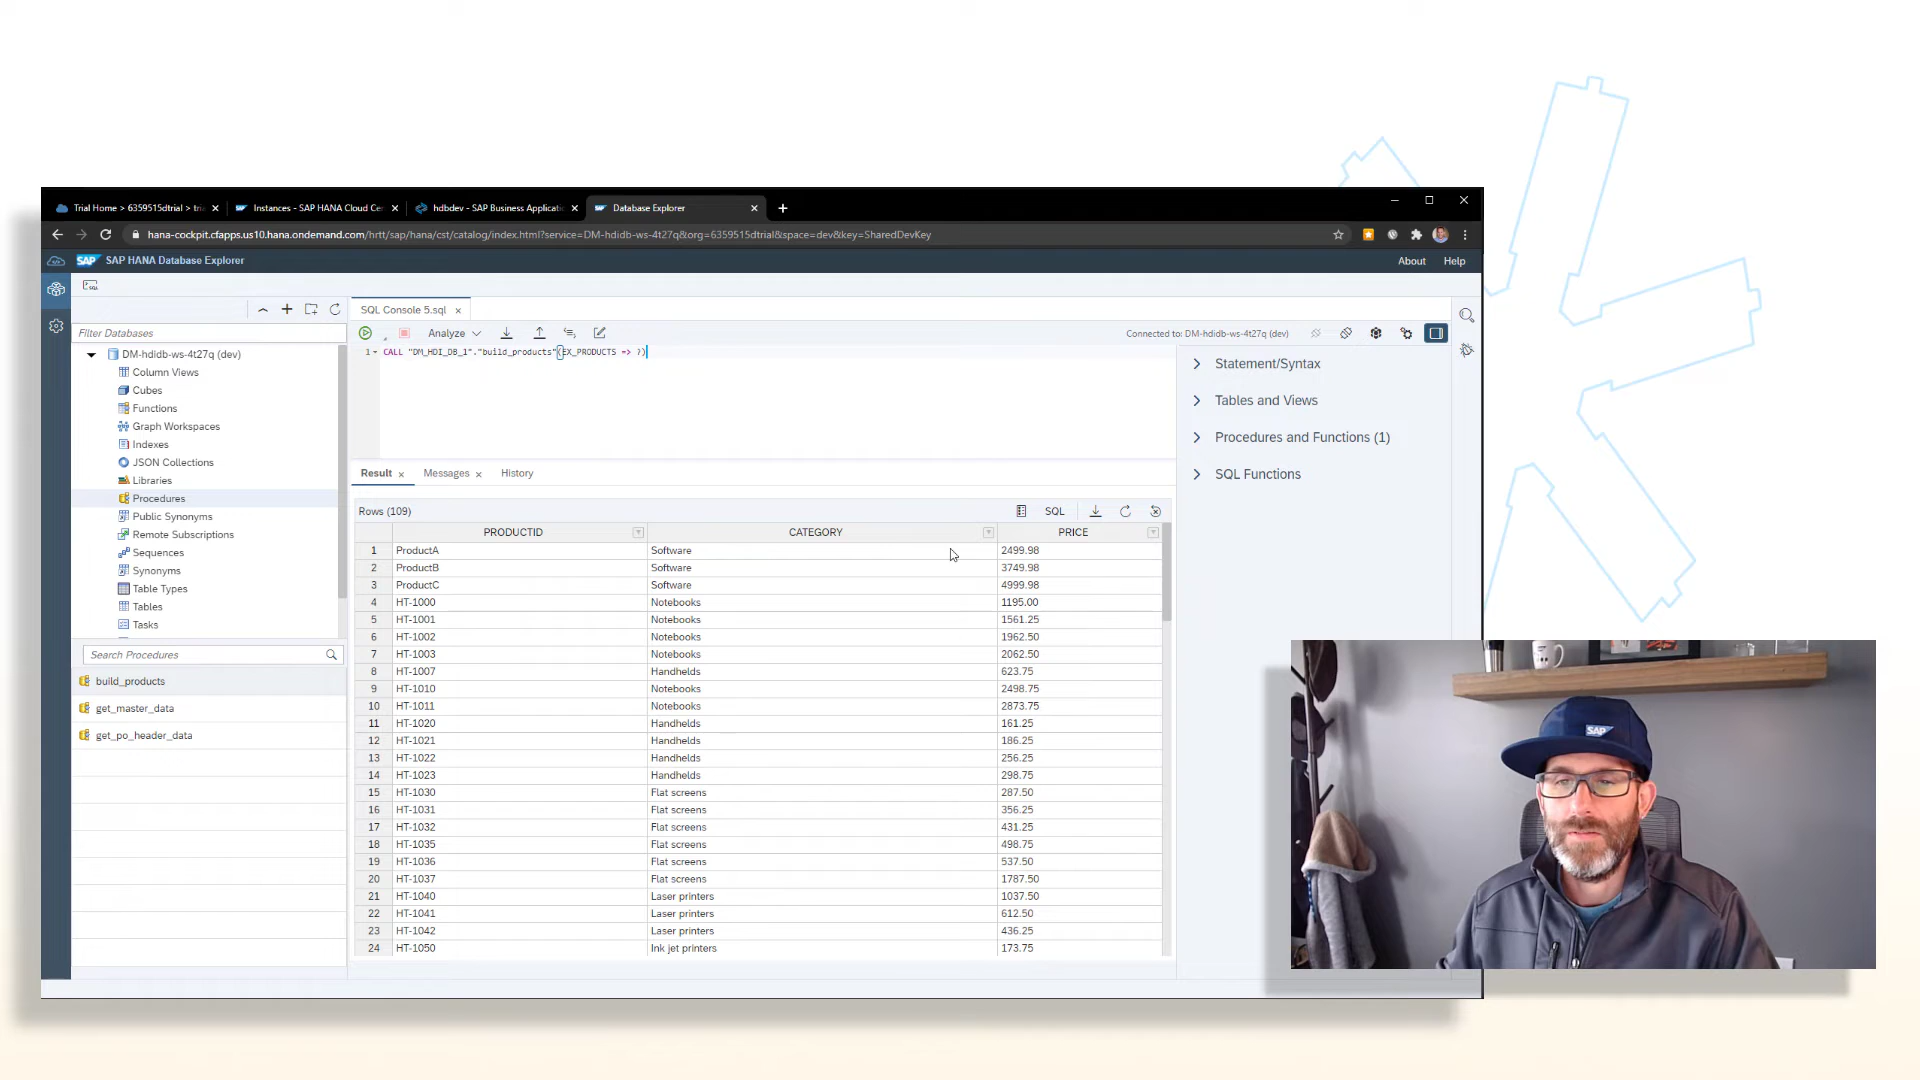 Trial Home > 6359515dtrial > tri
Instances - SAP HANA Cloud Ce
hdbdev - SAP Business Applicati
Database Explorer
hana-cockpit.cfapps.us10.hana.ondemand.com/hrtt/sap/hana/cst/catalog/index.html?service=DM-hdidb-ws-4t27q&org=6359515dtrial&space=dev&key=SharedDevKey
SAP SAP HANA Database Explorer About Help
SQL Console 5.sql
Filter Databases
Analyze
Connected to: DM-hdidb-ws-4t27q (dev)
1 CALL "DM_HDI_DB_1"."build_products"(EX_PRODUCTS => ?)
DM-hdidb-ws-4t27q (dev)
Column Views
Cubes
Functions
Graph Workspaces
Indexes
JSON Collections
Libraries
Procedures
Public Synonyms
Remote Subscriptions
Sequences
Synonyms
Table Types
Tables
Tasks
Search Procedures
build_products
get_master_data
get_po_header_data
Statement/Syntax
Tables and Views
Procedures and Functions (1)
SQL Functions
Result Messages History
Rows (109) SQL
PRODUCTID CATEGORY PRICE
1 ProductA Software 2499.98
2 ProductB Software 3749.98
3 ProductC Software 4999.98
4 HT-1000 Notebooks 1195.00
5 HT-1001 Notebooks 1561.25
6 HT-1002 Notebooks 1962.50
7 HT-1003 Notebooks 2062.50
8 HT-1007 Handhelds 623.75
9 HT-1010 Notebooks 2498.75
10 HT-1011 Notebooks 2873.75
11 HT-1020 Handhelds 161.25
12 HT-1021 Handhelds 186.25
13 HT-1022 Handhelds 256.25
14 HT-1023 Handhelds 298.75
15 HT-1030 Flat screens 287.50
16 HT-1031 Flat screens 356.25
17 HT-1032 Flat screens 431.25
18 HT-1035 Flat screens 498.75
19 HT-1036 Flat screens 537.50
20 HT-1037 Flat screens 1787.50
21 HT-1040 Laser printers 1037.50
22 HT-1041 Laser printers 612.50
23 HT-1042 Laser printers 436.25
24 HT-1050 Ink jet printers 173.75
SAP